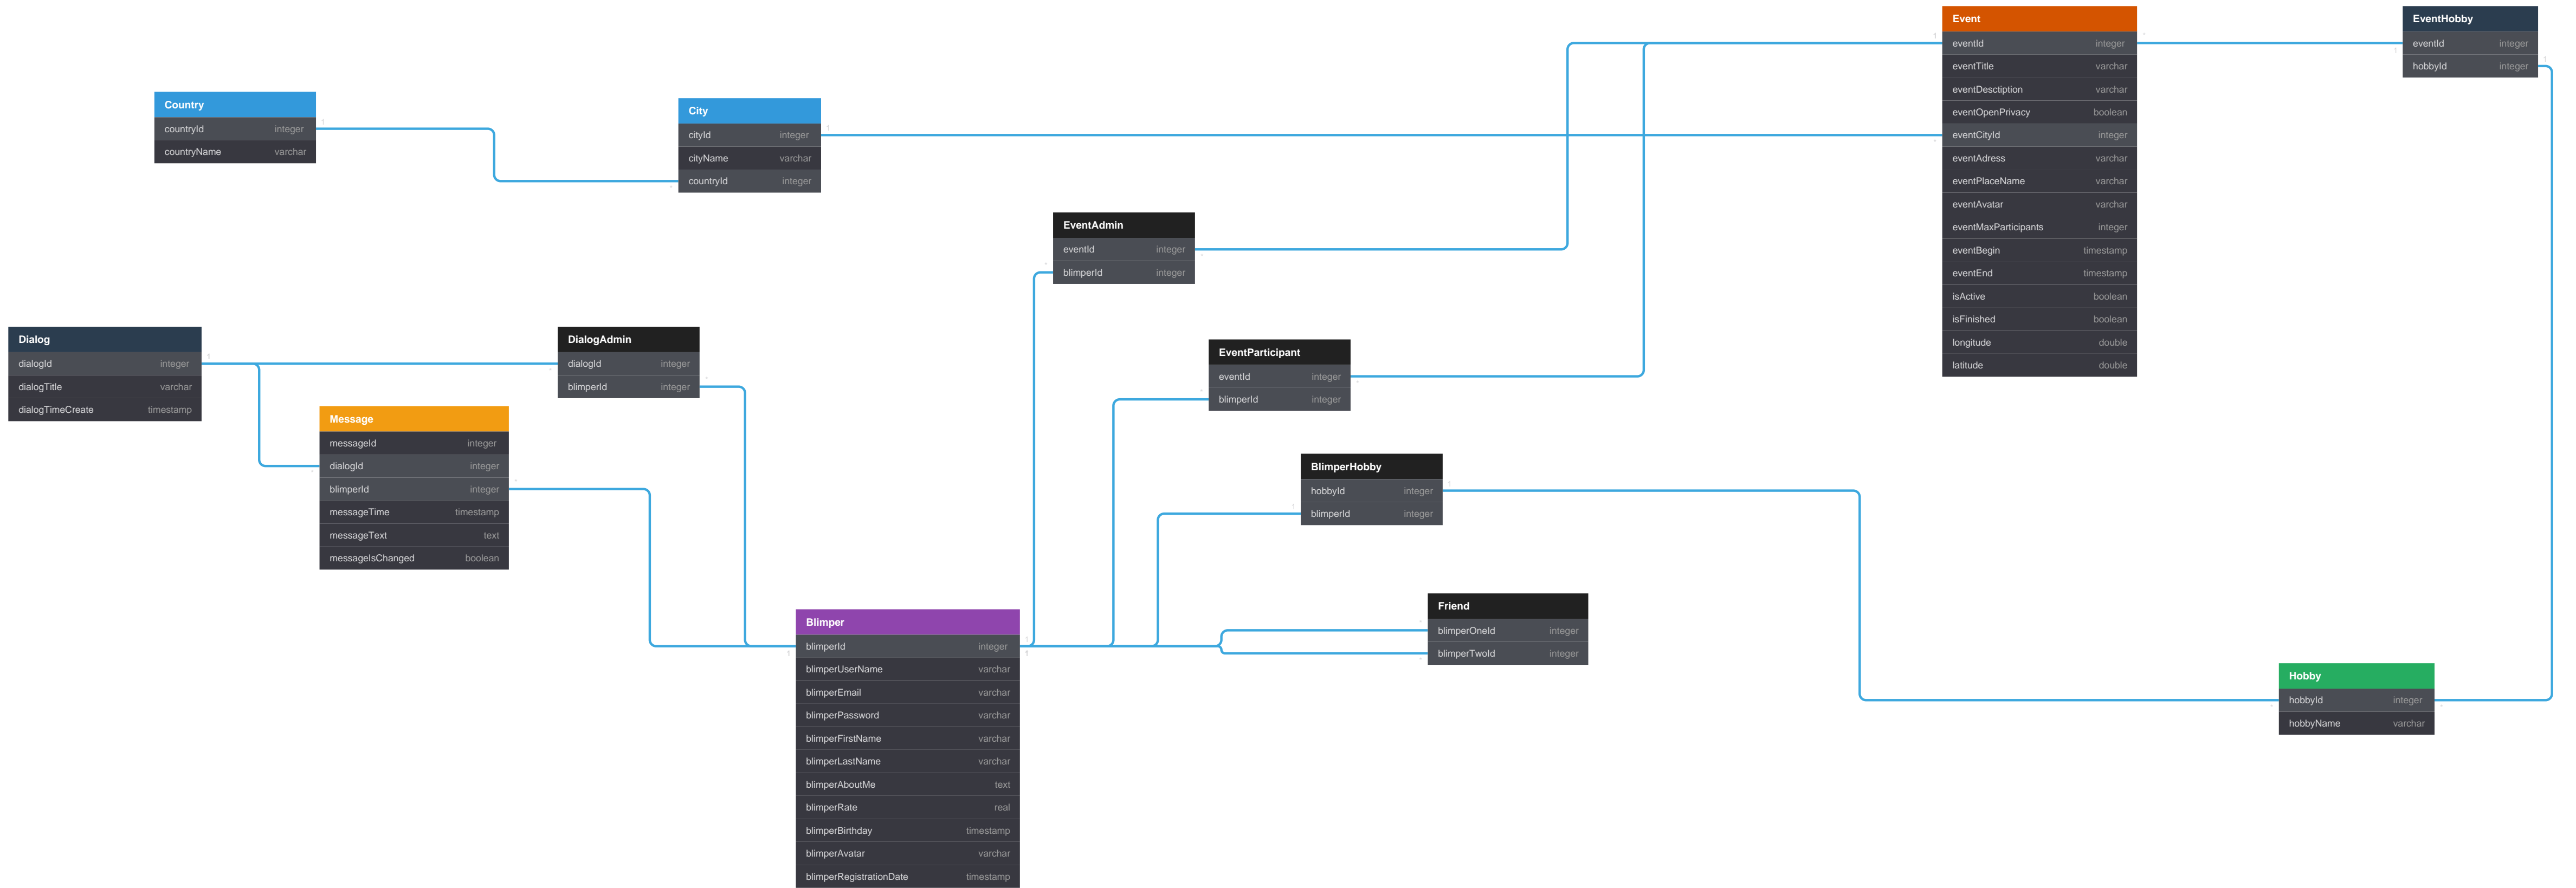 Country
countryId integer
countryName varchar
City
cityId integer
cityName varchar
countryId integer
Event
eventId integer
eventTitle varchar
eventDesctiption varchar
eventOpenPrivacy boolean
eventCityId integer
eventAdress varchar
eventPlaceName varchar
eventAvatar varchar
eventMaxParticipants integer
eventBegin timestamp
eventEnd timestamp
isActive boolean
isFinished boolean
longitude double
latitude double
EventHobby
eventId integer
hobbyId integer
EventAdmin
eventId integer
blimperId integer
Dialog
dialogId integer
dialogTitle varchar
dialogTimeCreate timestamp
DialogAdmin
dialogId integer
blimperId integer
Message
messageId integer
dialogId integer
blimperId integer
messageTime timestamp
messageText text
messageIsChanged boolean
EventParticipant
eventId integer
blimperId integer
BlimperHobby
hobbyId integer
blimperId integer
Friend
blimperOneId integer
blimperTwoId integer
Blimper
blimperId integer
blimperUserName varchar
blimperEmail varchar
blimperPassword varchar
blimperFirstName varchar
blimperLastName varchar
blimperAboutMe text
blimperRate real
blimperBirthday timestamp
blimperAvatar varchar
blimperRegistrationDate timestamp
Hobby
hobbyId integer
hobbyName varchar